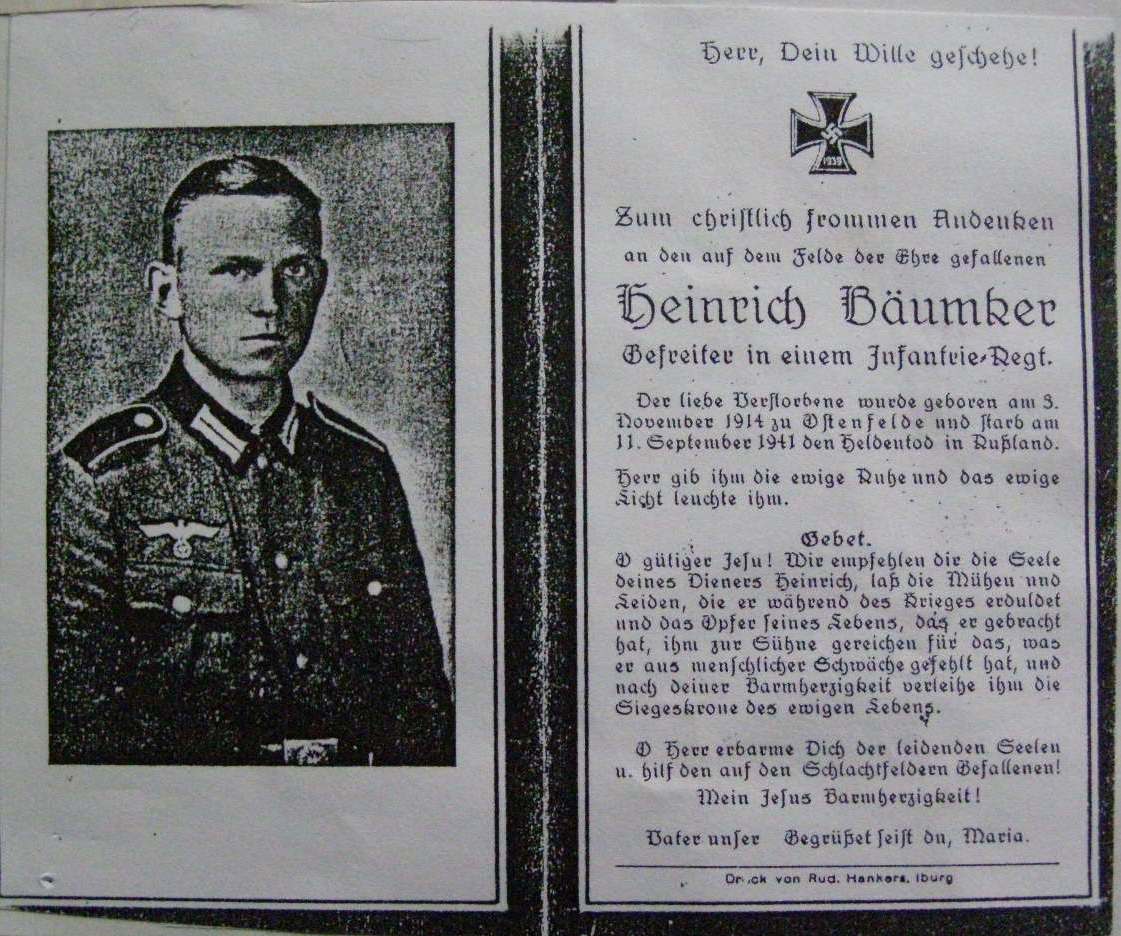 Herr, Dein Wille geschehe!
1939
Zum christlich frommen Andenken
an den auf dem Felde der Ehre gefallenen
Heinrich Bäumker
Gefreiter in einem Infanterie-Regt.
Der liebe Verstorbene wurde geboren am 3.
November 1914 zu Ostenfelde und starb am
11. September 1941 den Heldentod in Rußland.
Herr gib ihm die ewige Ruhe und das ewige
Licht leuchte ihm.
Gebet.
O gütiger Jesu! Wir empfehlen dir die Seele
deines Dieners Heinrich, laß die Mühen und
Leiden, die er während des Krieges erduldet
und das Opfer seines Lebens, das er gebracht
hat, ihm zur Sühne gereichen für das, was
er aus menschlicher Schwäche gefehlt hat, und
nach deiner Barmherzigkeit verleihe ihm die
Siegeskrone des ewigen Lebens.
O Herr erbarme Dich der leidenden Seelen
u. hilf den auf den Schlachtfeldern Gefallenen!
Mein Jesus Barmherzigkeit!
Vater unser Gegrüßet seist du, Maria.
Druck von Rud. Hankers, Iburg